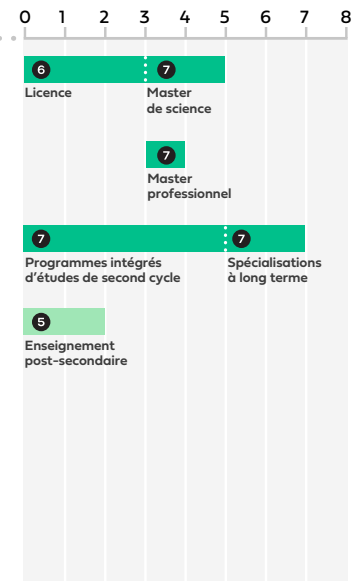 0 1 2 3 4 5 6 7 8
6 7
Licence Master
de science
7
Master
professionnel
7 7
Programmes intégrés Spécialisations
d'études de second cycle à long terme
5
Enseignement
post-secondaire